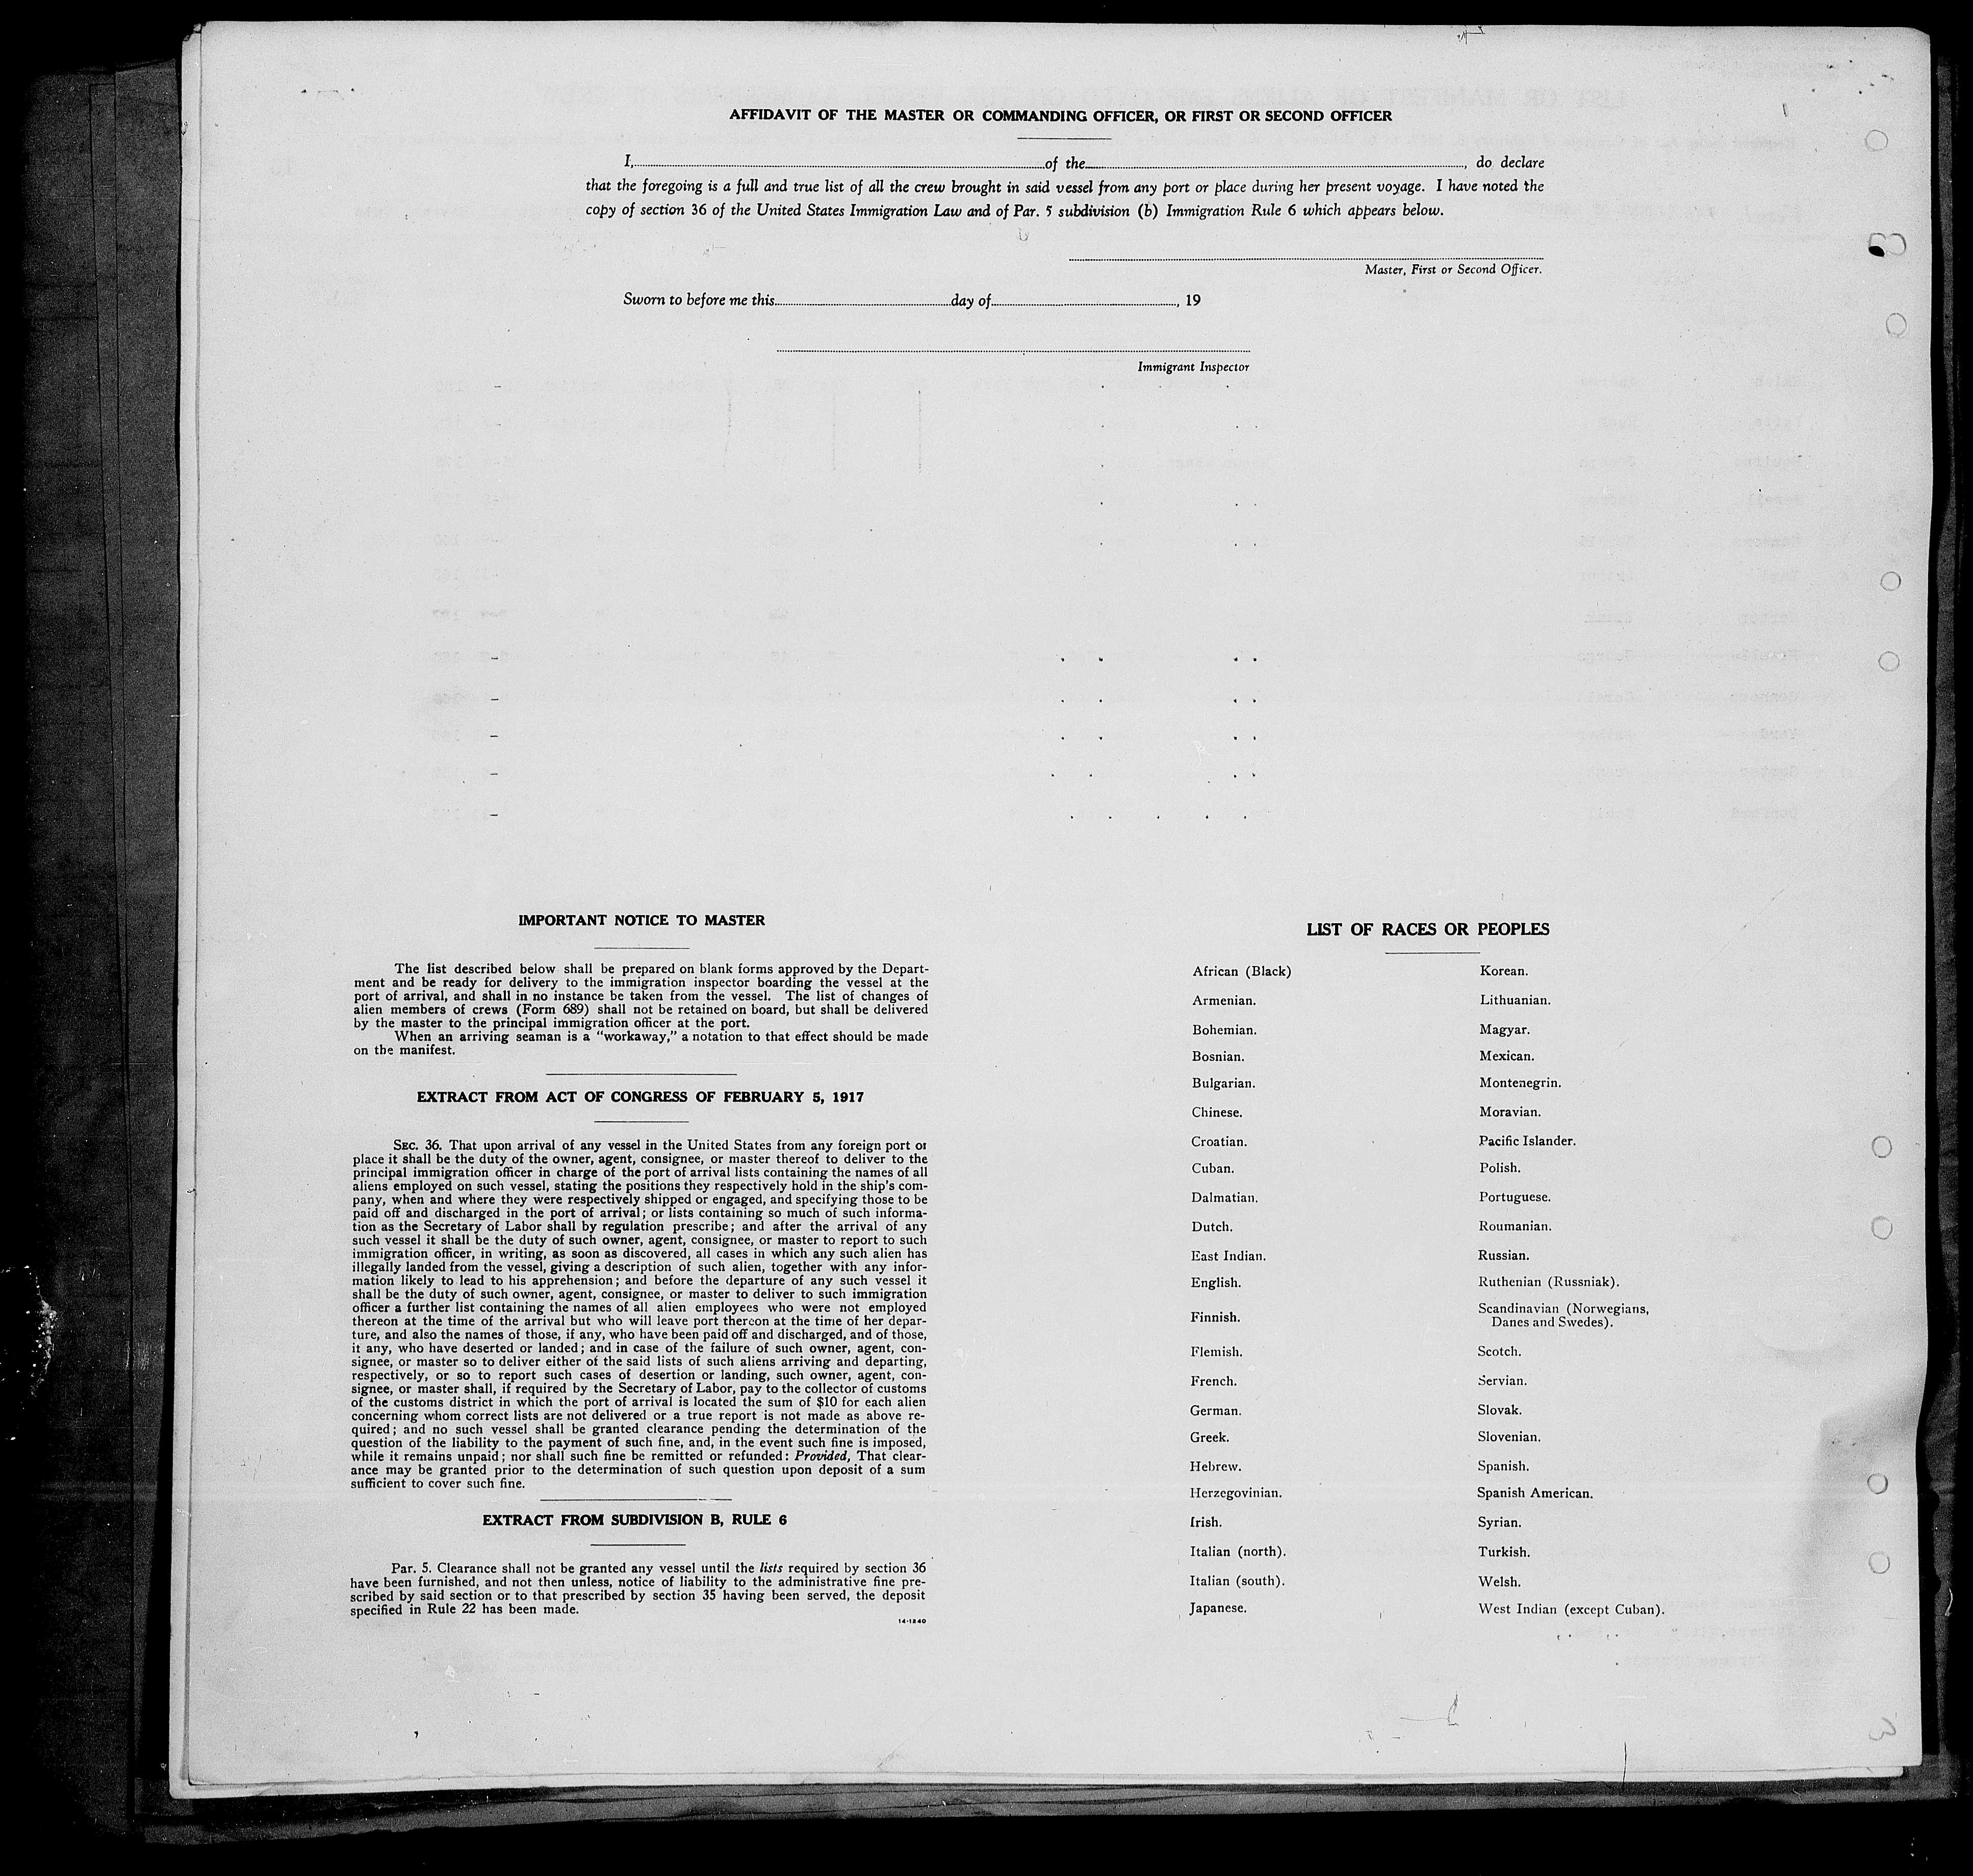 AFFIDAVIT OF THE MASTER OR COMMANDING OFFICER, OR FIRST OR SECOND OFFICER
I, of the , do declare
that the foregoing is a full and true list of all the crew brought in said vessel from any port or place during her present voyage. I have noted the
copy of section 36 of the United States Immigration Law and of Par. 5 subdivision (b) Immigration Rule 6 which appears below.
Master, First or Second Officer.
Sworn to before me this day of , 19
Immigrant Inspector
IMPORTANT NOTICE TO MASTER
The list described below shall be prepared on blank forms approved by the Depart-
ment and be ready for delivery to the immigration inspector boarding the vessel at the
port of arrival, and shall in no instance be taken from the vessel. The list of changes of
alien members of crews (Form 689) shall not be retained on board, but shall be delivered
by the master to the principal immigration officer at the port.
When an arriving seaman is a "workaway," a notation to that effect should be made
on the manifest.
EXTRACT FROM ACT OF CONGRESS OF FEBRUARY 5, 1917
SEC. 36. That upon arrival of any vessel in the United States from any foreign port or
place it shall be the duty of the owner, agent, consignee, or master thereof to deliver to the
principal immigration officer in charge of the port of arrival lists containing the names of all
aliens employed on such vessel, stating the positions they respectively hold in the ship's com-
pany, when and where they were respectively shipped or engaged, and specifying those to be
paid off and discharged in the port of arrival; or lists containing so much of such informa-
tion as the Secretary of Labor shall by regulation prescribe; and after the arrival of any
such vessel it shall be the duty of such owner, agent, consignee, or master to report to such
immigration officer, in writing, as soon as discovered, all cases in which any such alien has
illegally landed from the vessel, giving a description of such alien, together with any infor-
mation likely to lead to his apprehension; and before the departure of any such vessel it
shall be the duty of such owner, agent, consignee, or master to deliver to such immigration
officer a further list containing the names of all alien employees who were not employed
thereon at the time of the arrival but who will leave port thereon at the time of her depar-
ture, and also the names of those, if any, who have been paid off and discharged, and of those,
it any, who have deserted or landed; and in case of the failure of such owner, agent, con-
signee, or master so to deliver either of the said lists of such aliens arriving and departing,
respectively, or so to report such cases of desertion or landing, such owner, agent, con-
signee, or master shall, if required by the Secretary of Labor, pay to the collector of customs
of the customs district in which the port of arrival is located the sum of $10 for each alien
concerning whom correct lists are not delivered or a true report is not made as above re-
quired; and no such vessel shall be granted clearance pending the determination of the
question of the liability to the payment of such fine, and, in the event such fine is imposed,
while it remains unpaid; nor shall such fine be remitted or refunded: Provided, That clear-
ance may be granted prior to the determination of such question upon deposit of a sum
sufficient to cover such fine.
EXTRACT FROM SUBDIVISION B, RULE 6
Par. 5. Clearance shall not be granted any vessel until the lists required by section 36
have been furnished, and not then unless, notice of liability to the administrative fine pre-
scribed by said section or to that prescribed by section 35 having been served, the deposit
specified in Rule 22 has been made.
14-1240
LIST OF RACES OR PEOPLES
African (Black)
Armenian.
Bohemian.
Bosnian.
Bulgarian.
Chinese.
Croatian.
Cuban.
Dalmatian.
Dutch.
East Indian.
English.
Finnish.
Flemish.
French.
German.
Greek.
Hebrew.
Herzegovinian.
Irish.
Italian (north).
Italian (south).
Japanese.
Korean.
Lithuanian.
Magyar.
Mexican.
Montenegrin.
Moravian.
Pacific Islander.
Polish.
Portuguese.
Roumanian.
Russian.
Ruthenian (Russniak).
Scandinavian (Norwegians,
Danes and Swedes).
Scotch.
Servian.
Slovak.
Slovenian.
Spanish.
Spanish American.
Syrian.
Turkish.
Welsh.
West Indian (except Cuban).